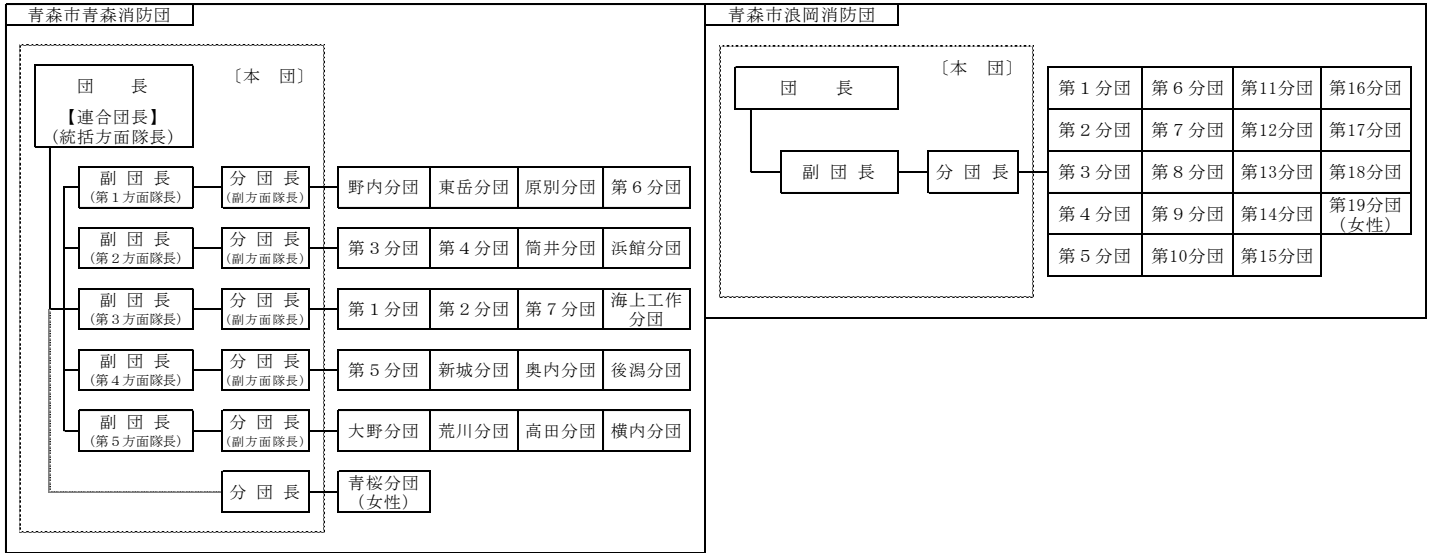 青森市青森消防団
〔本　団〕
団　　長
【連合団長】
(統括方面隊長)
副 団 長
(第１方面隊長)
分 団 長
(副方面隊長)
野内分団 東岳分団 原別分団 第６分団
副 団 長
(第２方面隊長)
分 団 長
(副方面隊長)
第３分団 第４分団 筒井分団 浜館分団
副 団 長
(第３方面隊長)
分 団 長
(副方面隊長)
第１分団 第２分団 第７分団 海上工作
分団
副 団 長
(第４方面隊長)
分 団 長
(副方面隊長)
第５分団 新城分団 奥内分団 後潟分団
副 団 長
(第５方面隊長)
分 団 長
(副方面隊長)
大野分団 荒川分団 高田分団 横内分団
分 団 長
青桜分団
(女性)
青森市浪岡消防団
〔本　団〕
団　　長
副 団 長
分 団 長
第１分団 第６分団 第11分団 第16分団
第２分団 第７分団 第12分団 第17分団
第３分団 第８分団 第13分団 第18分団
第４分団 第９分団 第14分団 第19分団
(女性)
第５分団 第10分団 第15分団